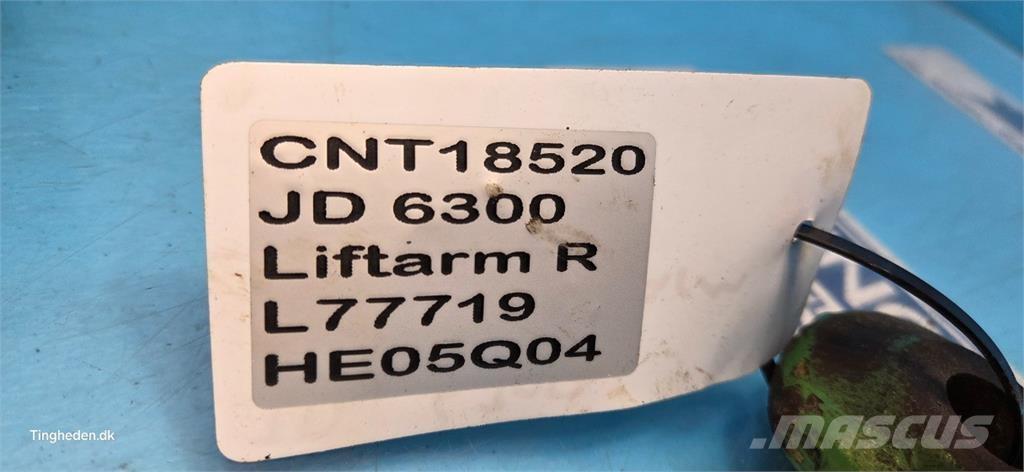 CNT18520
JD 6300
Liftarm R
L77719
HE05Q04
Tingheden.dk
MASCUS